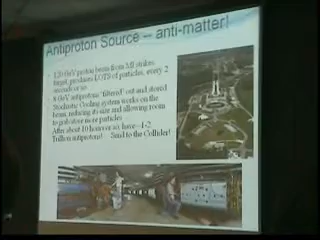 Antiproton Source – anti-matter!
• 120 GeV proton beam from MI strikes
target, produces LOTS of particles, every 2
seconds or so
• 8 GeV antiprotons "filtered" out and stored
• Stochastic Cooling system works on the
beam, reducing its size and allowing room
to grab store more particles
• After about 10 hours or so, have ~1-2
Trillion antiprotons! Send to the Collider!